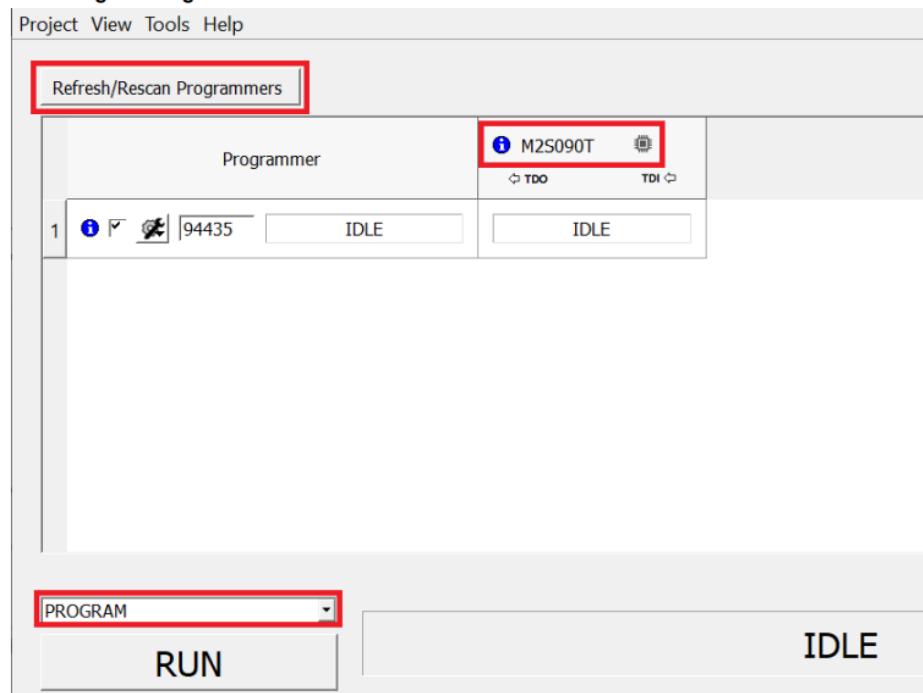 Project View Tools Help
Refresh/Rescan Programmers
Programmer
M2S090T
TDO TDI
1 94435 IDLE IDLE
PROGRAM
RUN
IDLE